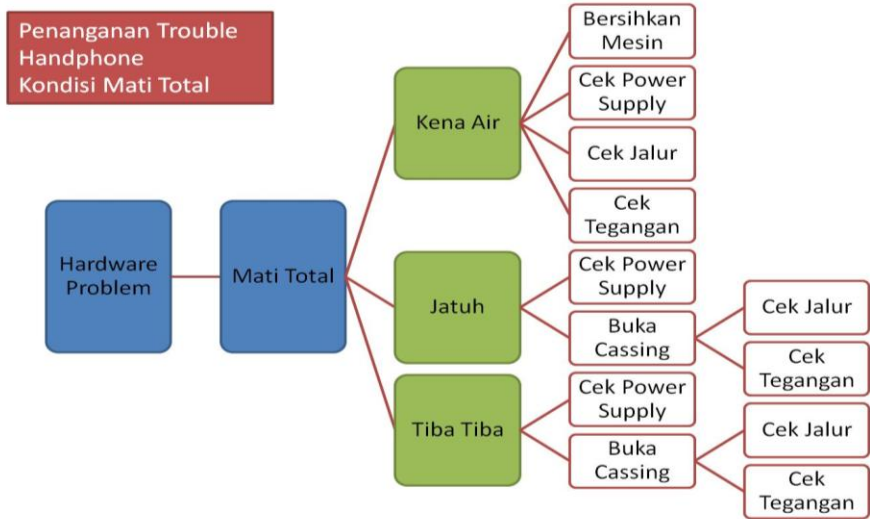 Penanganan Trouble
Handphone
Kondisi Mati Total
Hardware
Problem
Mati Total
Kena Air
Bersihkan
Mesin
Cek Power
Supply
Cek Jalur
Cek
Tegangan
Jatuh
Cek Power
Supply
Buka
Cassing
Cek Jalur
Cek
Tegangan
Tiba Tiba
Cek Power
Supply
Buka
Cassing
Cek Jalur
Cek
Tegangan